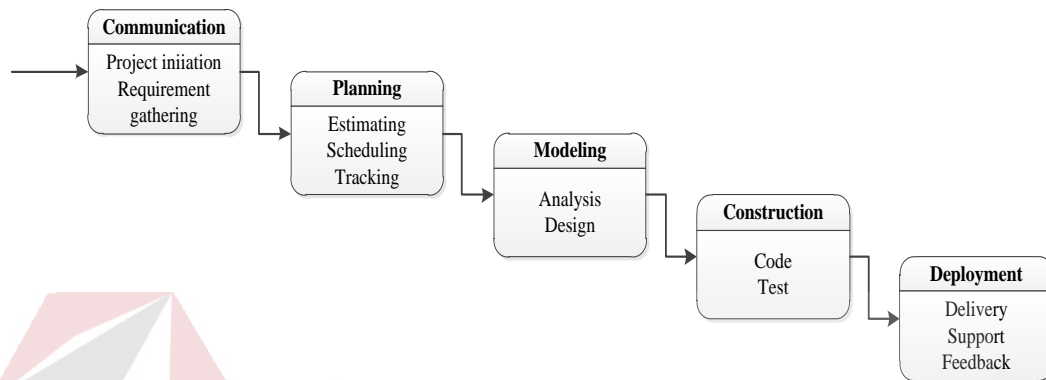 Communication
Project iniiation
Requirement
gathering
Planning
Estimating
Scheduling
Tracking
Modeling
Analysis
Design
Construction
Code
Test
Deployment
Delivery
Support
Feedback